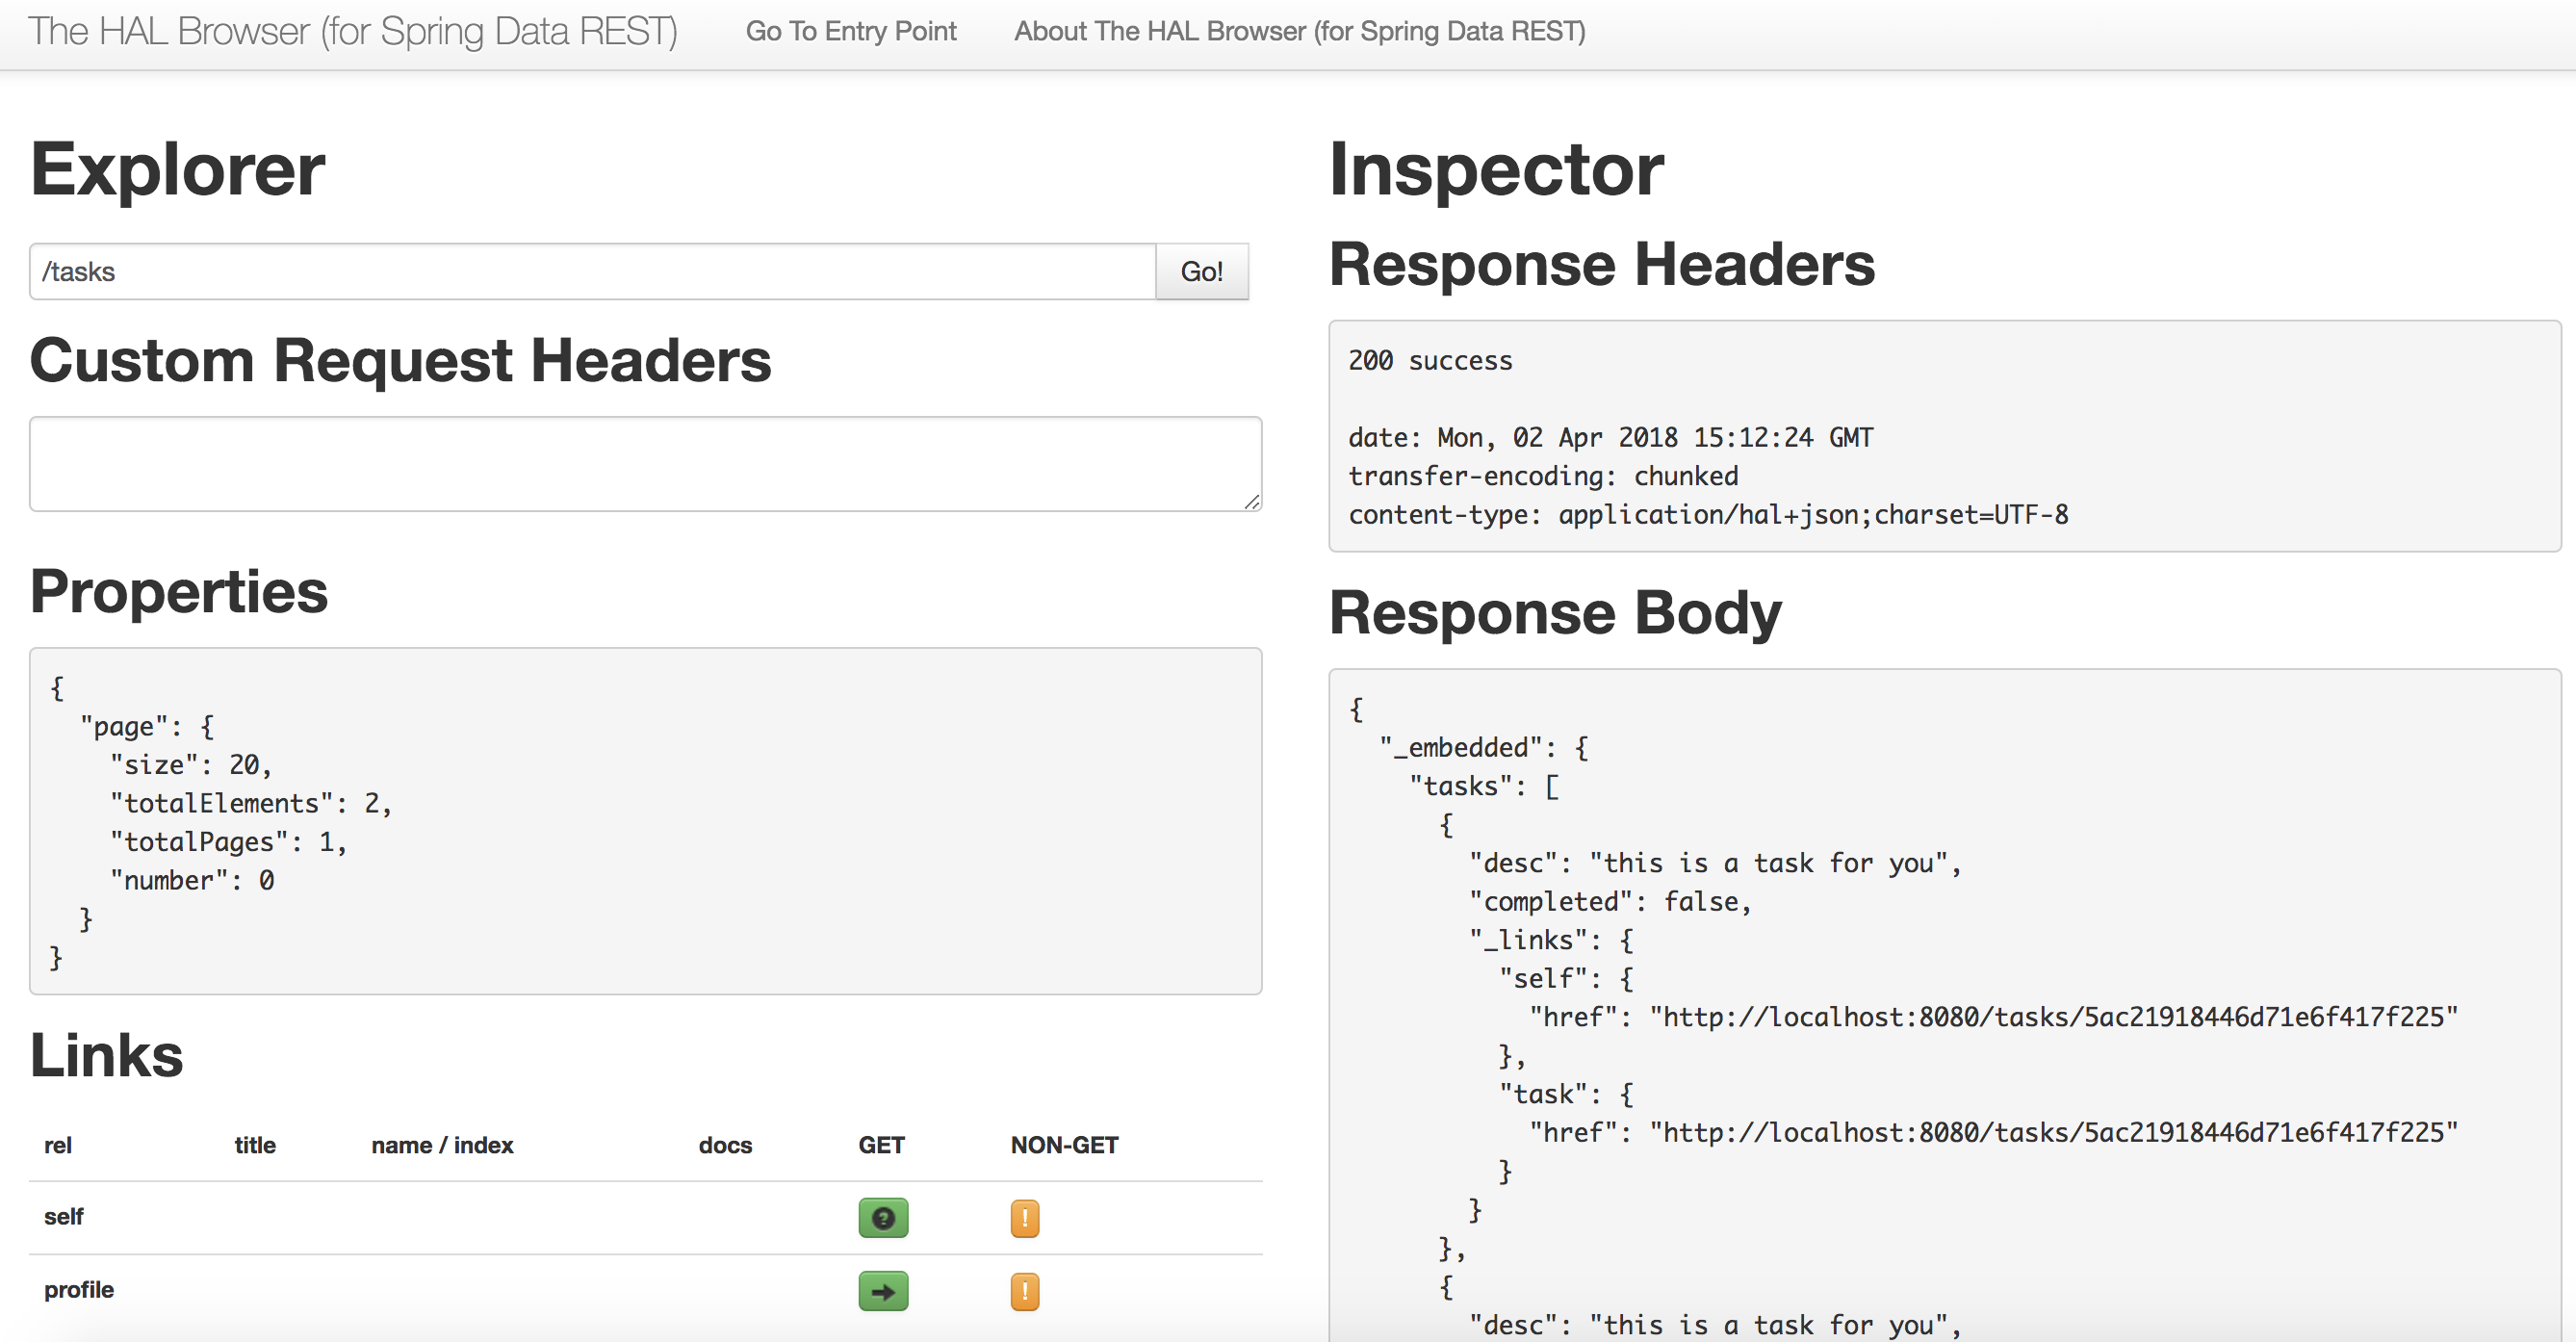 The HAL Browser (for Spring Data REST) Go To Entry Point About The HAL Browser (for Spring Data REST)
Explorer
/tasks Go!
Custom Request Headers
Properties
{
  "page": {
    "size": 20,
    "totalElements": 2,
    "totalPages": 1,
    "number": 0
  }
}
Links
rel title name / index docs GET NON-GET
self ? !
profile !
Inspector
Response Headers
200 success
date: Mon, 02 Apr 2018 15:12:24 GMT
transfer-encoding: chunked
content-type: application/hal+json;charset=UTF-8
Response Body
{
  "_embedded": {
    "tasks": [
      {
        "desc": "this is a task for you",
        "completed": false,
        "_links": {
          "self": {
            "href": "http://localhost:8080/tasks/5ac21918446d71e6f417f225"
          },
          "task": {
            "href": "http://localhost:8080/tasks/5ac21918446d71e6f417f225"
          }
        }
      },
      {
        "desc": "this is a task for you",